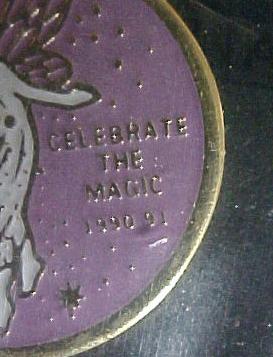 CELEBRATE
THE
MAGIC
1990 91